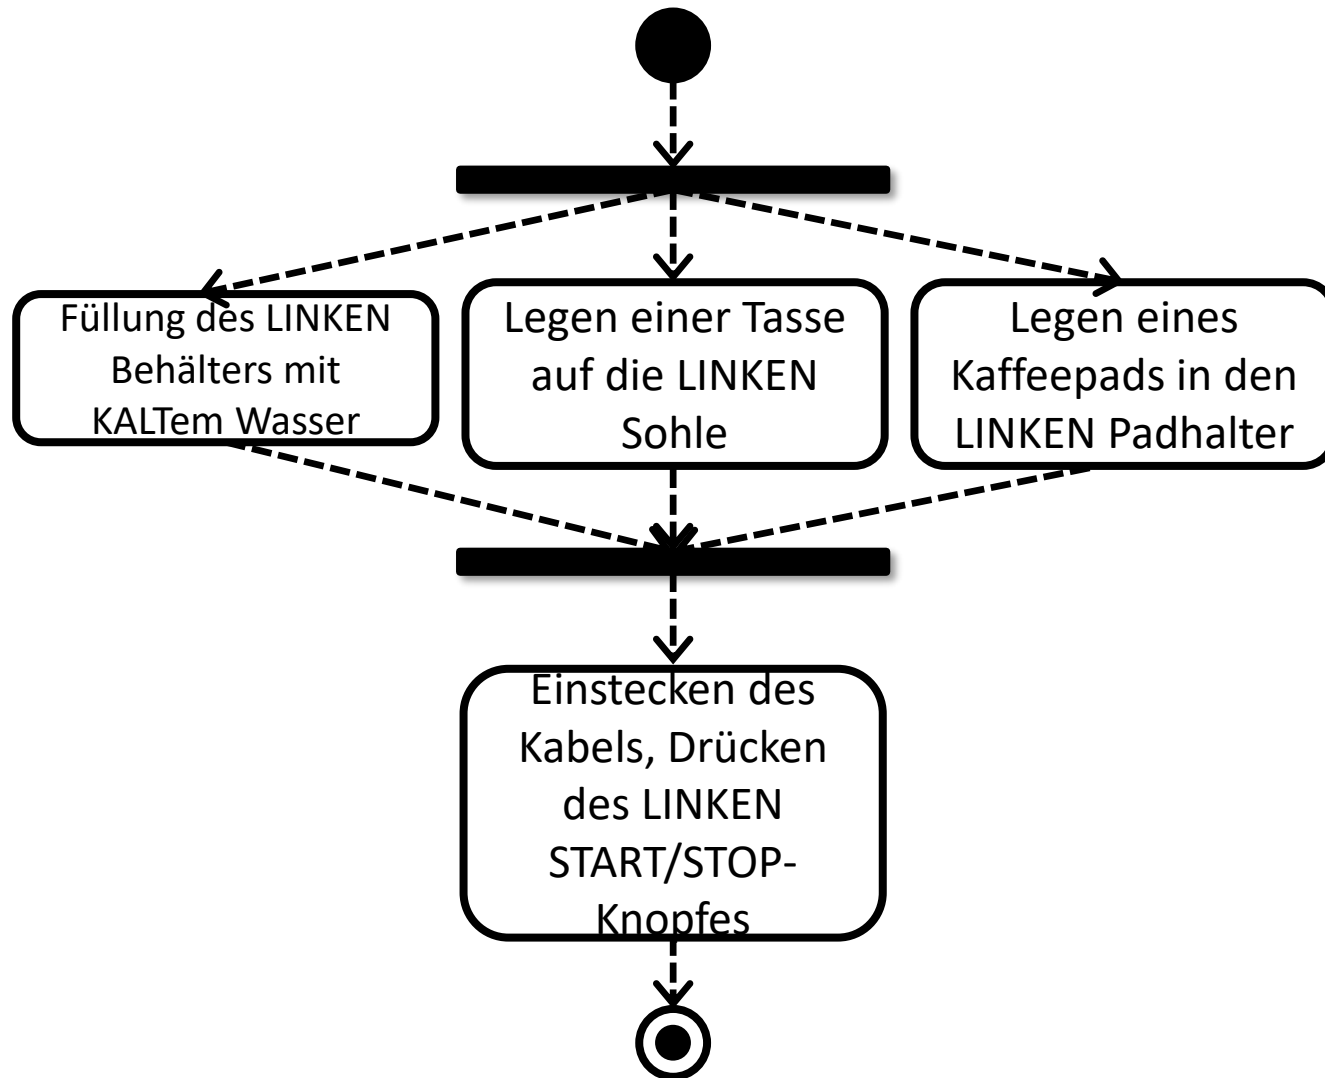 Füllung des LINKEN
Behälters mit
KALTem Wasser
Legen einer Tasse
auf die LINKEN
Sohle
Legen eines
Kaffeepads in den
LINKEN Padhalter
Einstecken des
Kabels, Drücken
des LINKEN
START/STOP-
Knopfes